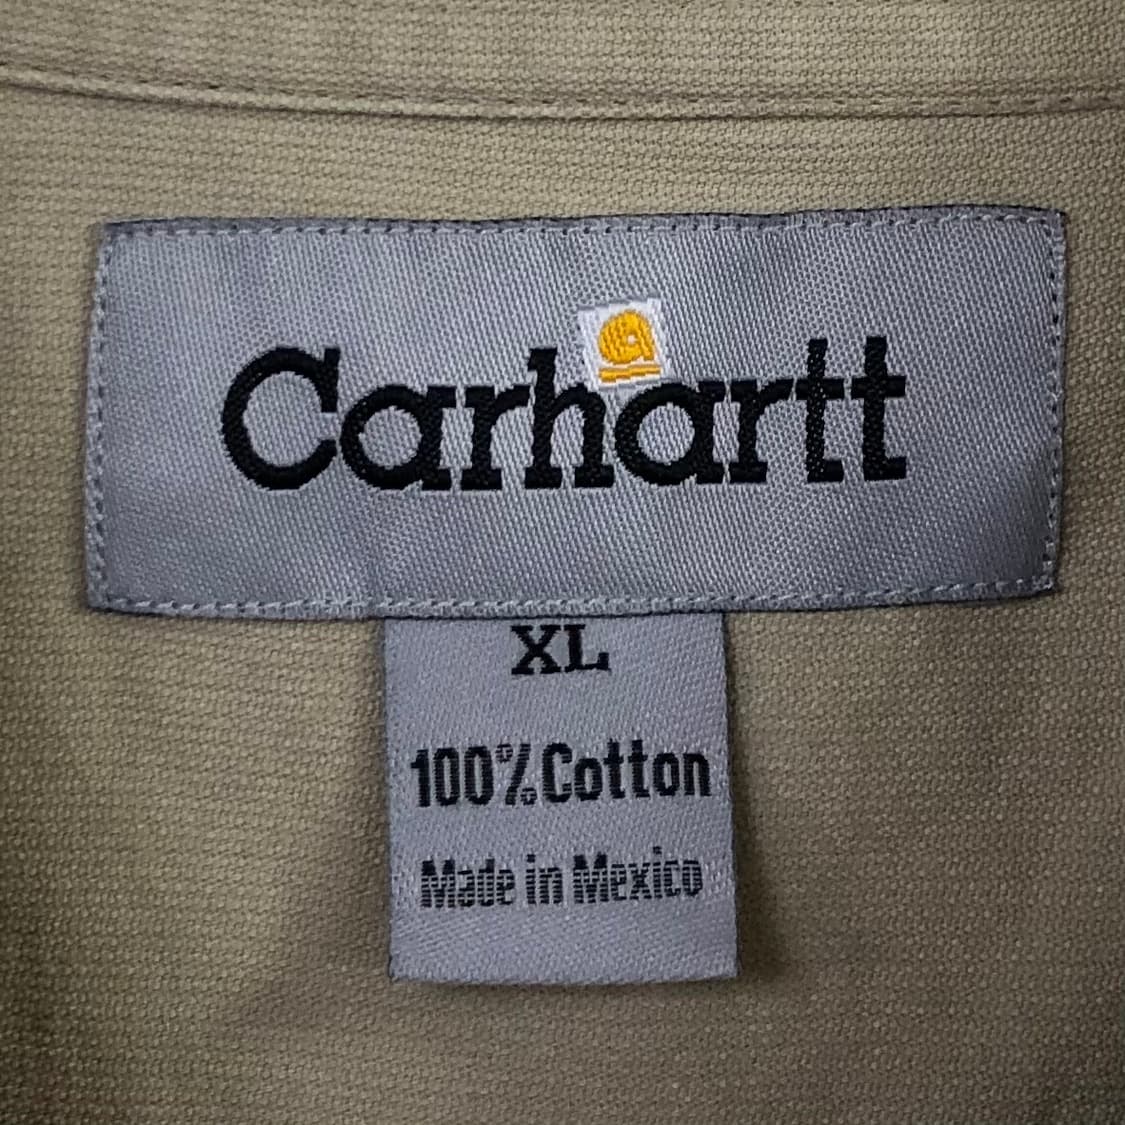 Carhartt
XL
100% Cotton
Made in Mexico